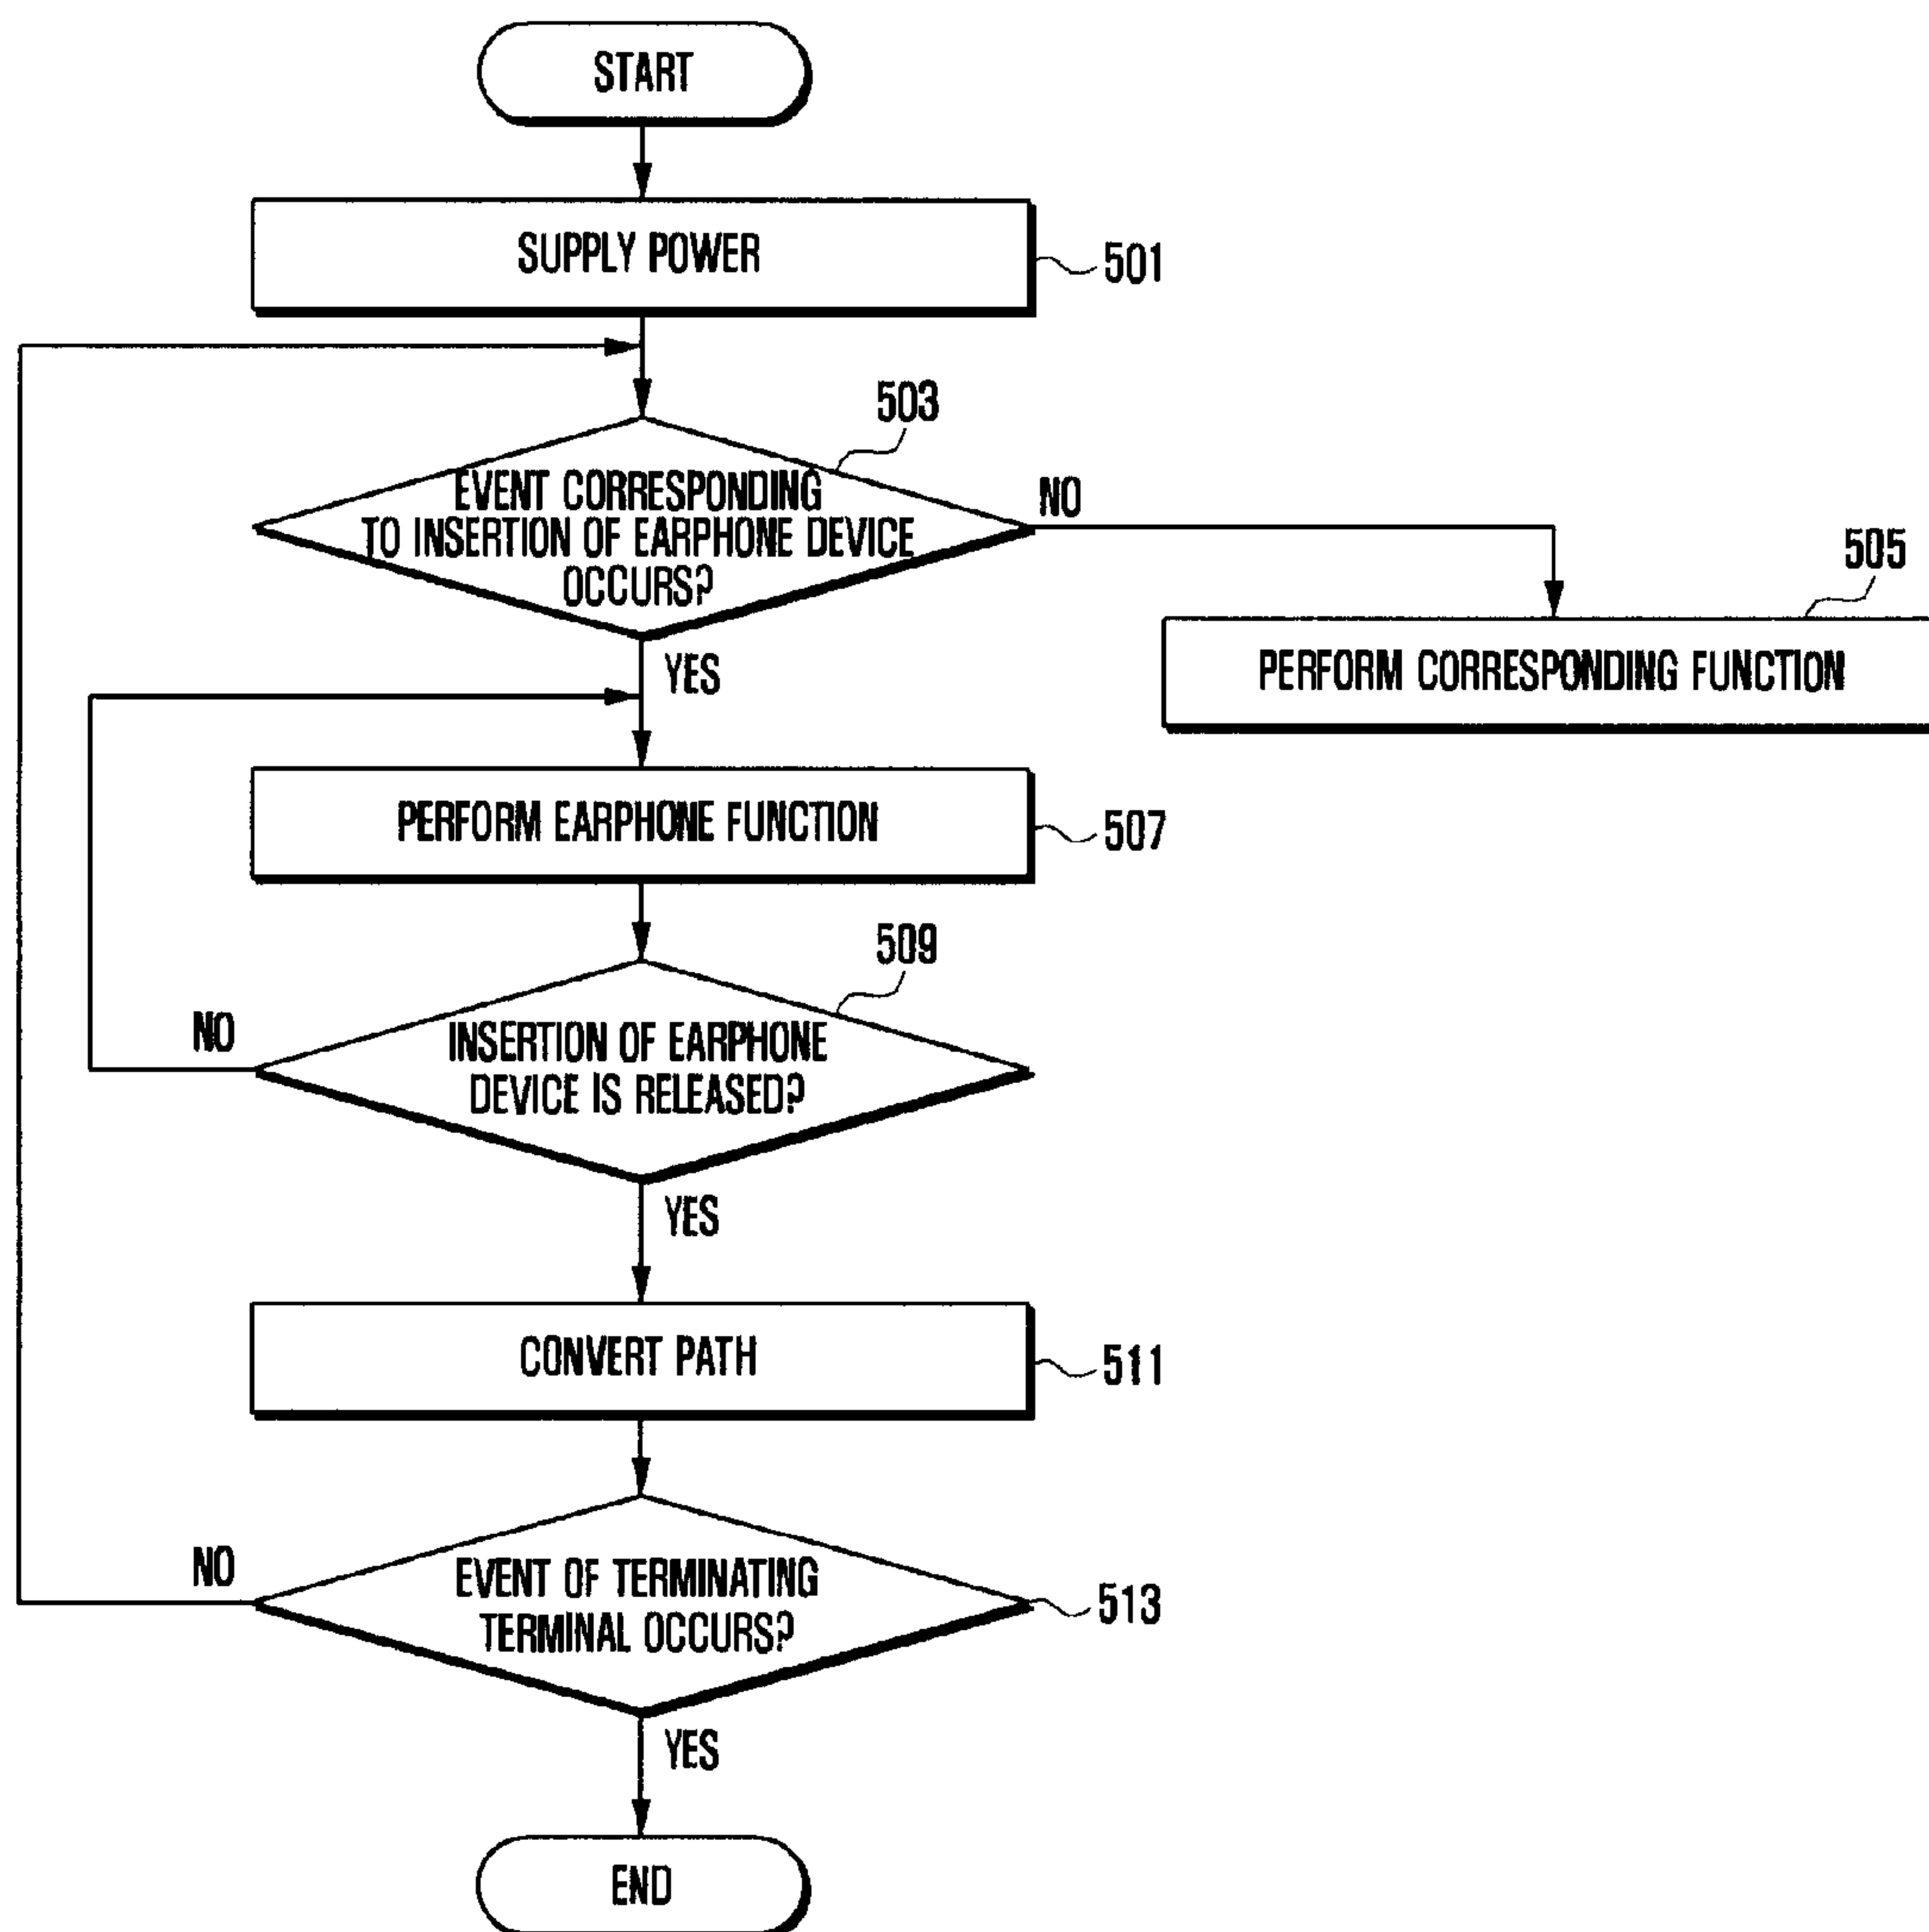 START
SUPPLY POWER
501
503
EVENT CORRESPONDING
TO INSERTION OF EARPHONE DEVICE
OCCURS?
NO
505
PERFORM CORRESPONDING FUNCTION
YES
PERFORM EARPHONE FUNCTION
507
509
NO
INSERTION OF EARPHONE
DEVICE IS RELEASED?
YES
CONVERT PATH
511
NO
EVENT OF TERMINATING
TERMINAL OCCURS?
513
YES
END